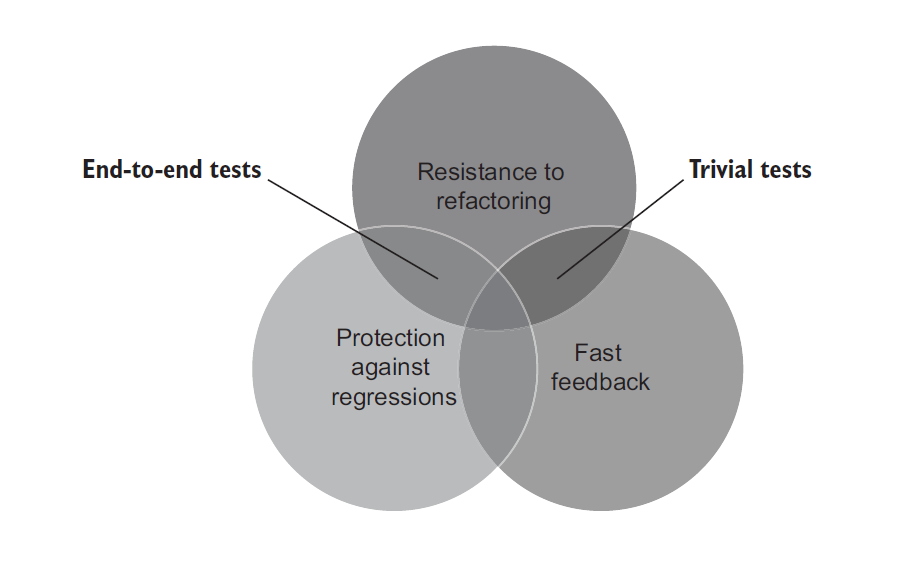 End-to-end tests
Trivial tests
Resistance to
refactoring
Protection
against
regressions
Fast
feedback